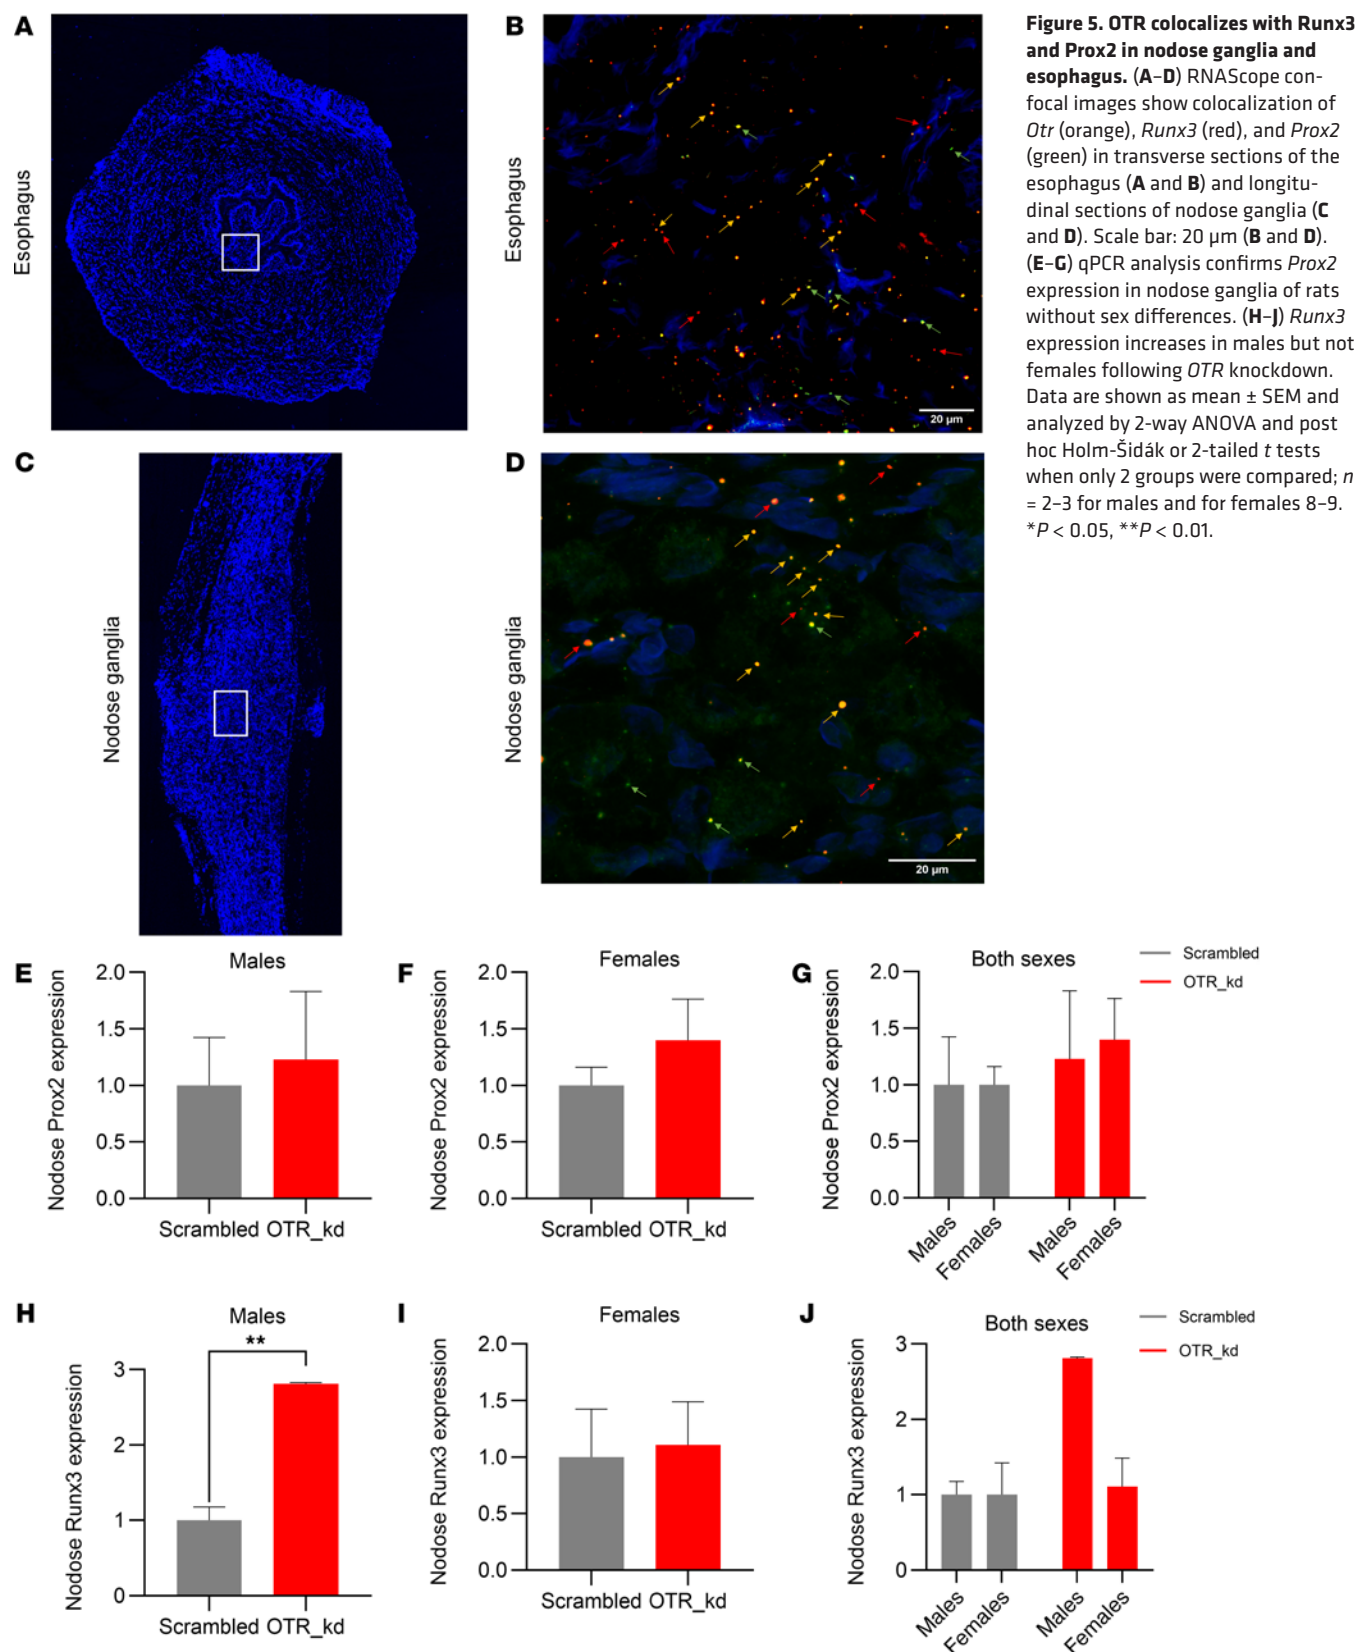 A
Esophagus
B
Esophagus
20 µm
Figure 5. OTR colocalizes with Runx3
and Prox2 in nodose ganglia and
esophagus. (A–D) RNAScope con-
focal images show colocalization of
Otr (orange), Runx3 (red), and Prox2
(green) in transverse sections of the
esophagus (A and B) and longitu-
dinal sections of nodose ganglia (C
and D). Scale bar: 20 µm (B and D).
(E–G) qPCR analysis confirms Prox2
expression in nodose ganglia of rats
without sex differences. (H–J) Runx3
expression increases in males but not
females following OTR knockdown.
Data are shown as mean ± SEM and
analyzed by 2-way ANOVA and post
hoc Holm-Šidák or 2-tailed t tests
when only 2 groups were compared; n
= 2–3 for males and for females 8–9.
*P < 0.05, **P < 0.01.
C
Nodose ganglia
D
Nodose ganglia
20 µm
E
Males
Nodose Prox2 expression
2.0
1.5
1.0
0.5
0.0
Scrambled OTR_kd
F
Females
Nodose Prox2 expression
2.0
1.5
1.0
0.5
0.0
Scrambled OTR_kd
G
Both sexes
Nodose Prox2 expression
2.0
1.5
1.0
0.5
0.0
Males Females Males Females
Scrambled
OTR_kd
H
Males
**
Nodose Runx3 expression
3
2
1
0
Scrambled OTR_kd
I
Females
Nodose Runx3 expression
2.0
1.5
1.0
0.5
0.0
Scrambled OTR_kd
J
Both sexes
Nodose Runx3 expression
3
2
1
0
Males Females Males Females
Scrambled
OTR_kd